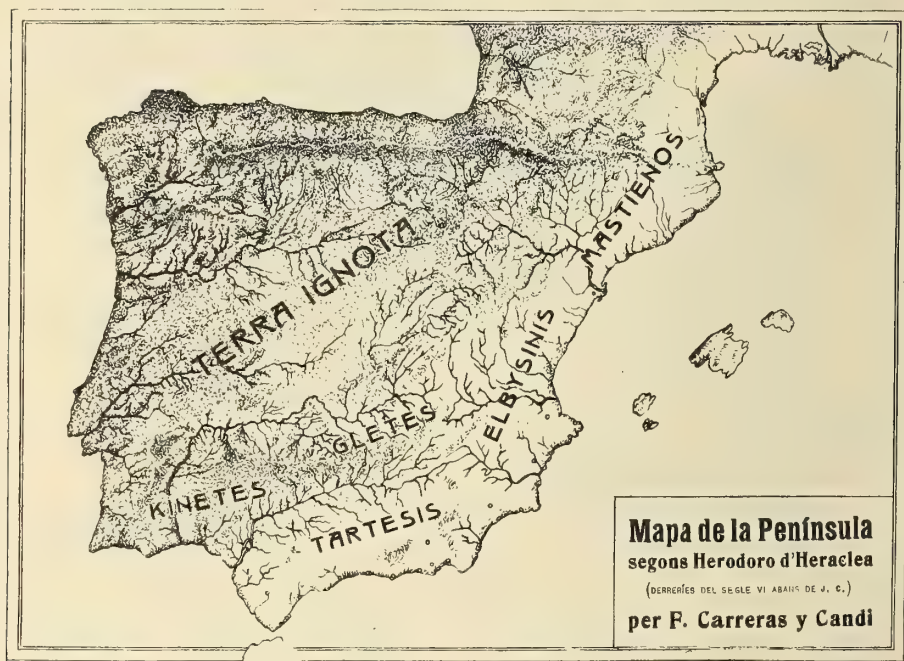 MASTIENOS
TERRA IGNOTA
ELBYSINIS
GLETES
KINETES
TARTESIS
Mapa de la Península
segons Herodoro d'Heraclea
(DERRERÍES DEL SEGLE VI ABANS DE J. C.)
per F. Carreras y Candi